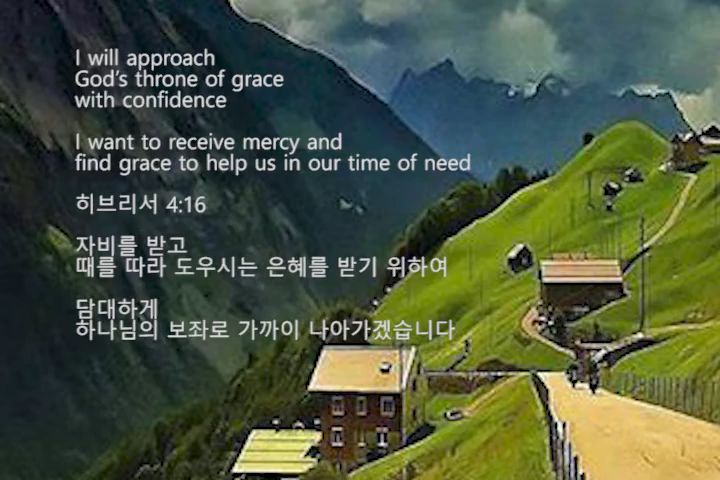 I will approach
God's throne of grace
with confidence
I want to receive mercy and
find grace to help us in our time of need
히브리서 4:16
자비를 받고
때를 따라 도우시는 은혜를 받기 위하여
담대하게
하나님의 보좌로 가까이 나아가겠습니다